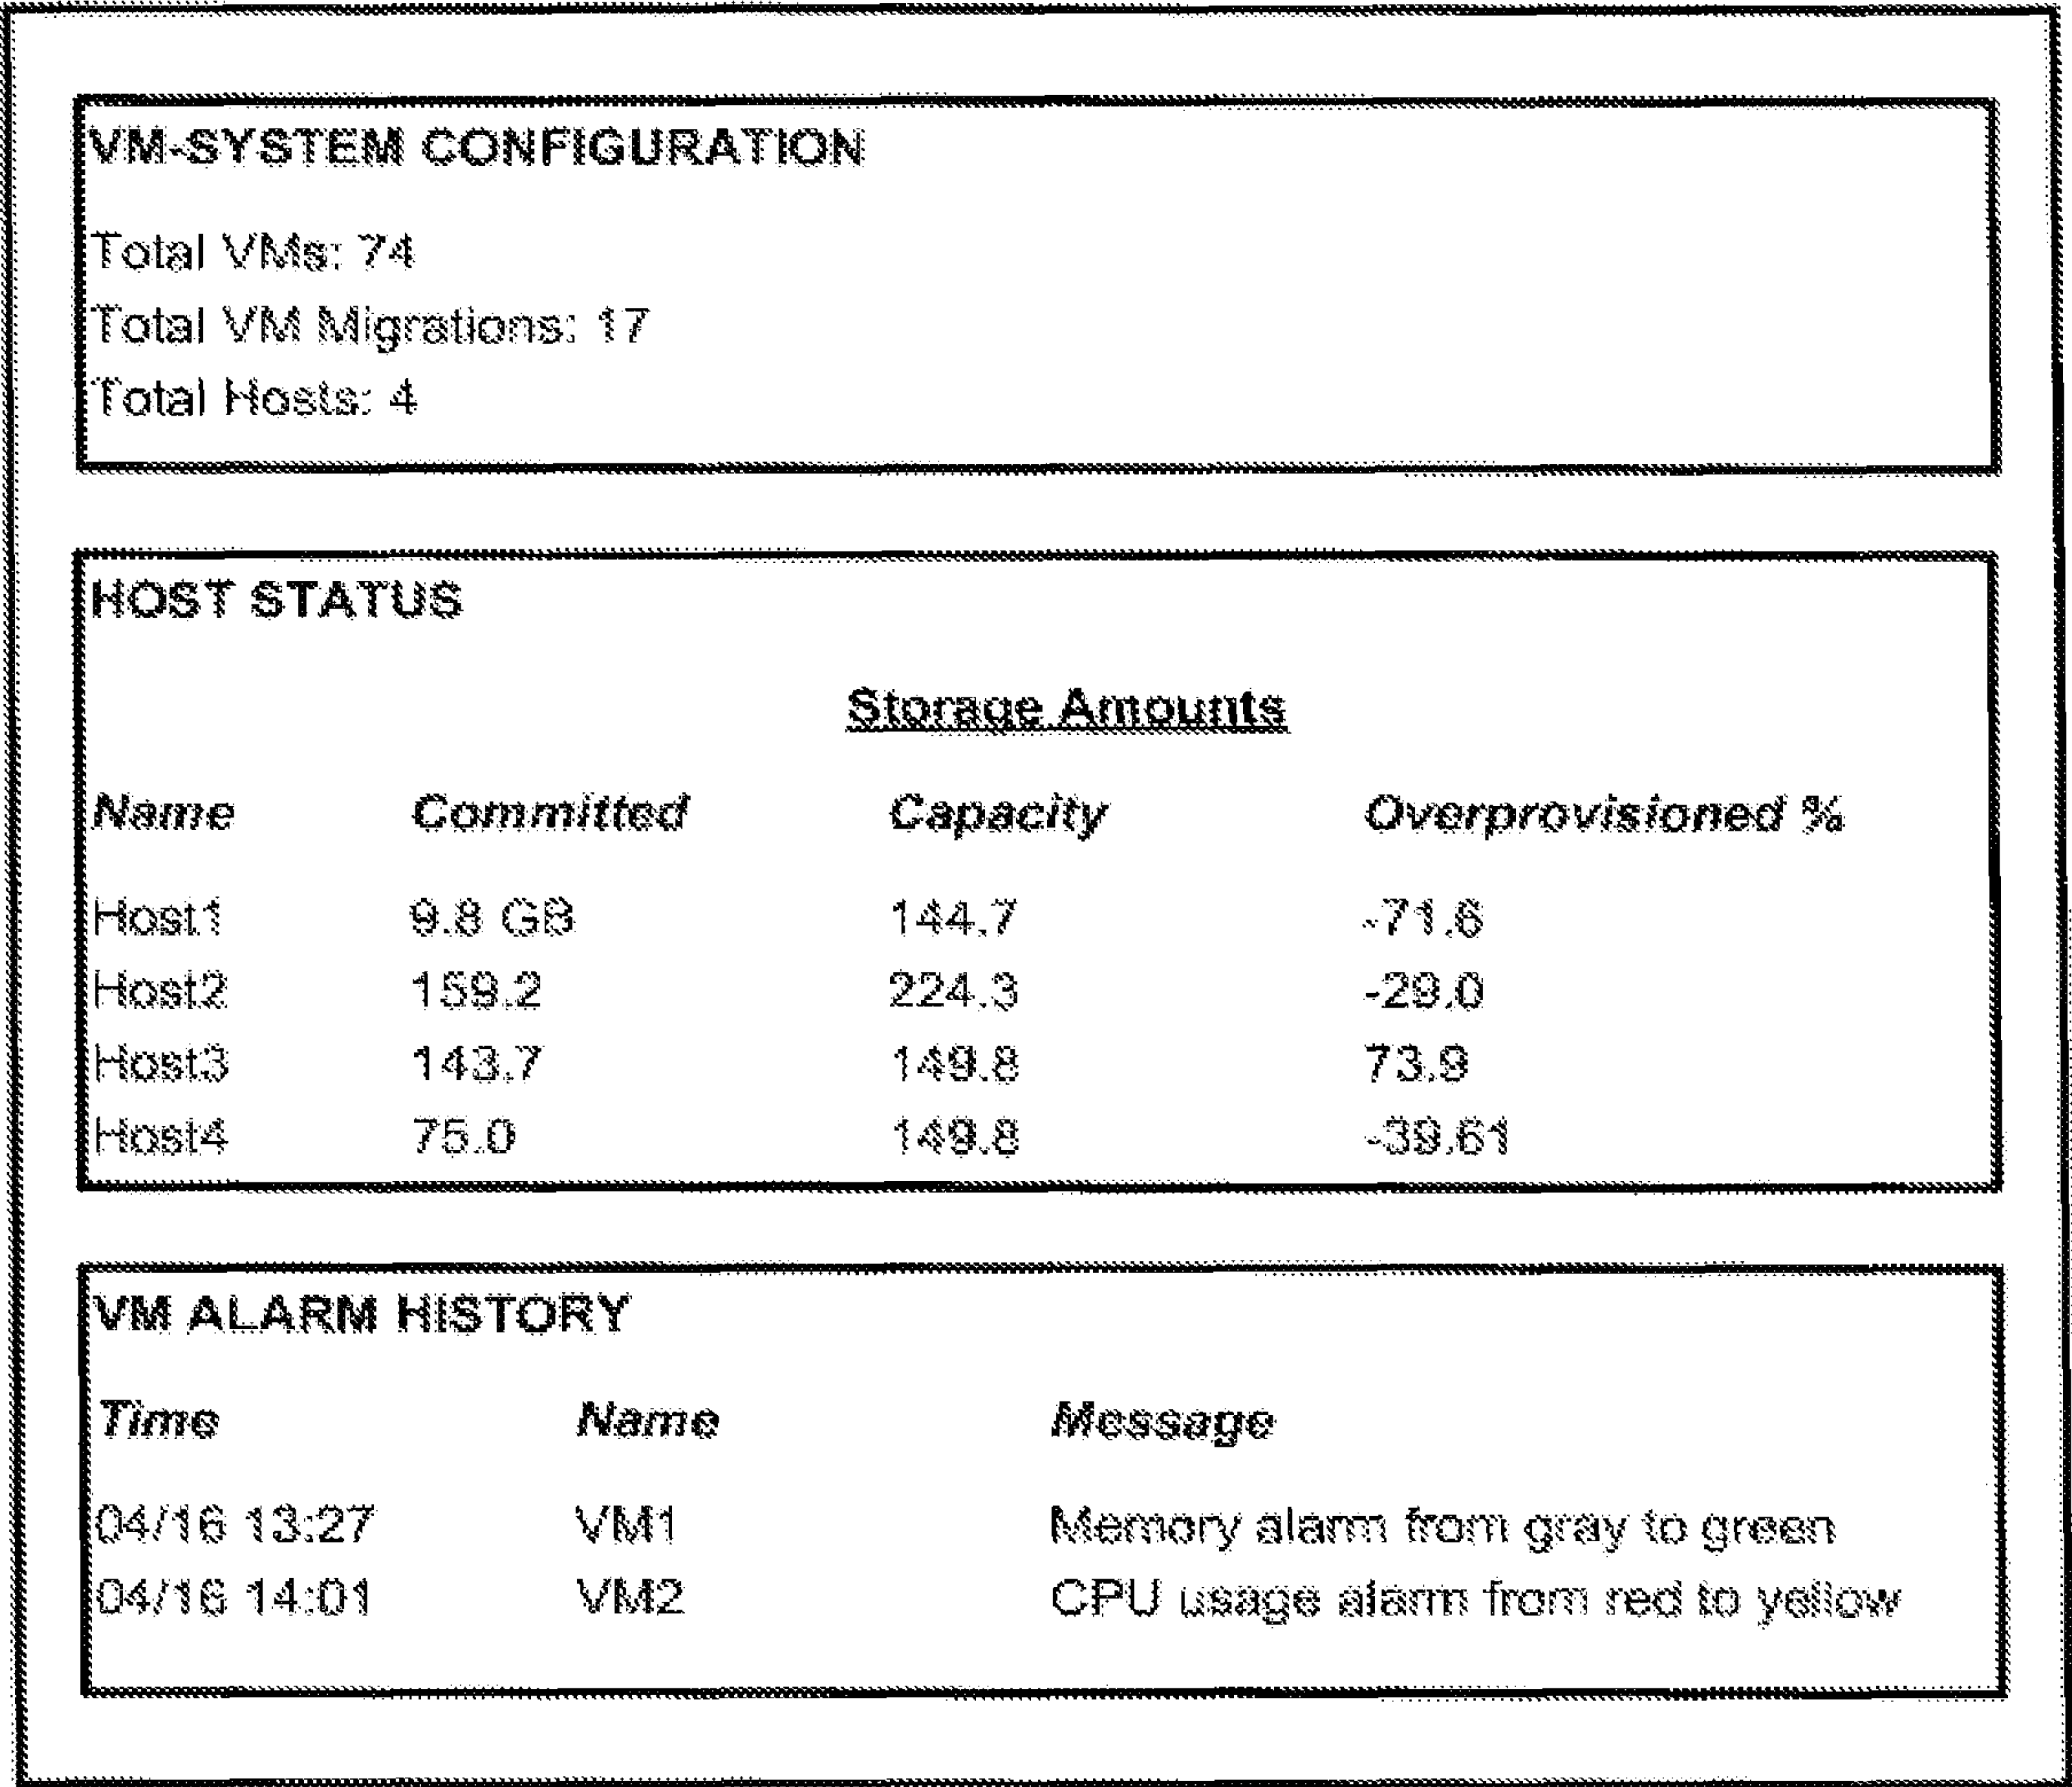 VM-SYSTEM CONFIGURATION
Total VMs: 74
Total VM Migrations: 17
Total Hosts: 4
HOST STATUS
Storage Amounts
Name Committed Capacity Overprovisioned %
Host1 9.8 GB 144.7 -71.6
Host2 159.2 224.3 -29.0
Host3 143.7 149.8 73.9
Host4 75.0 149.8 -39.61
VM ALARM HISTORY
Time Name Message
04/16 13:27 VM1 Memory alarm from gray to green
04/16 14:01 VM2 CPU usage alarm from red to yellow